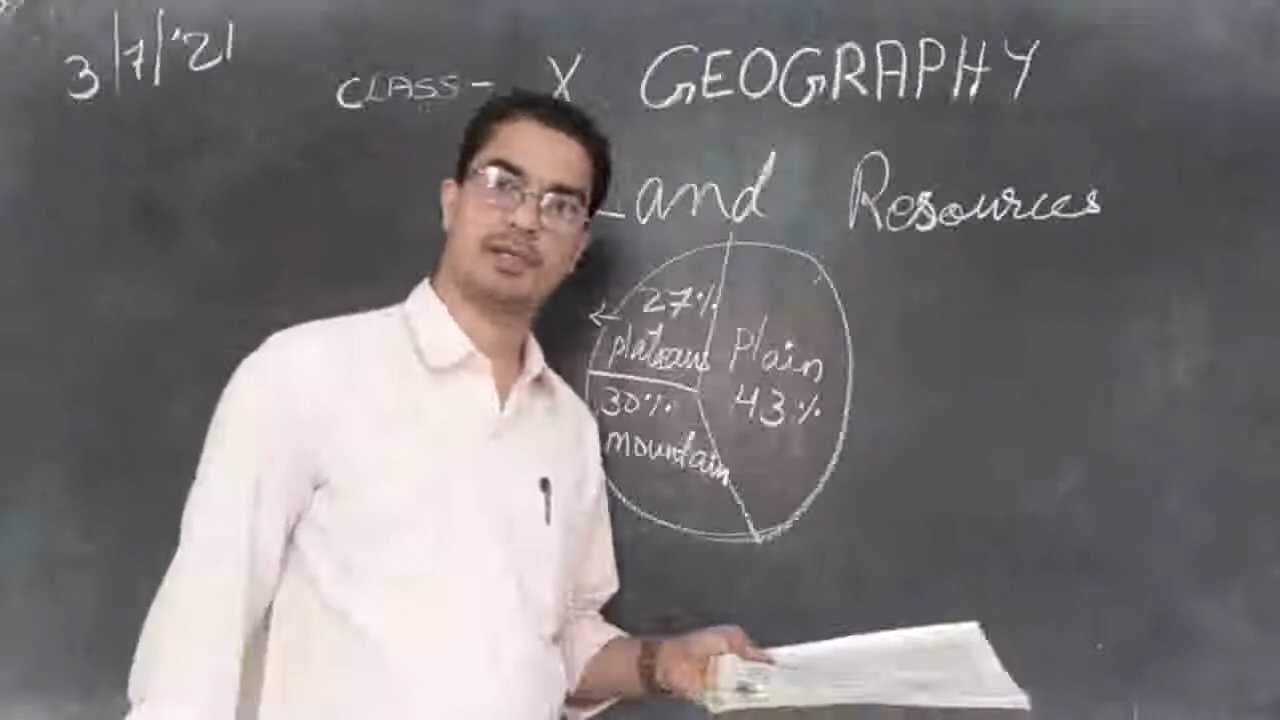 3/7/'21
CLASS- X GEOGRAPHY
Land Resources
27%
plateaus
Plain
43%
30%
mountain